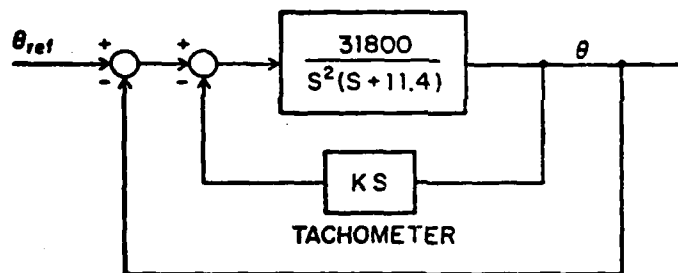 θref + - + - 31800 θ
S²(S + 11.4)
KS
TACHOMETER